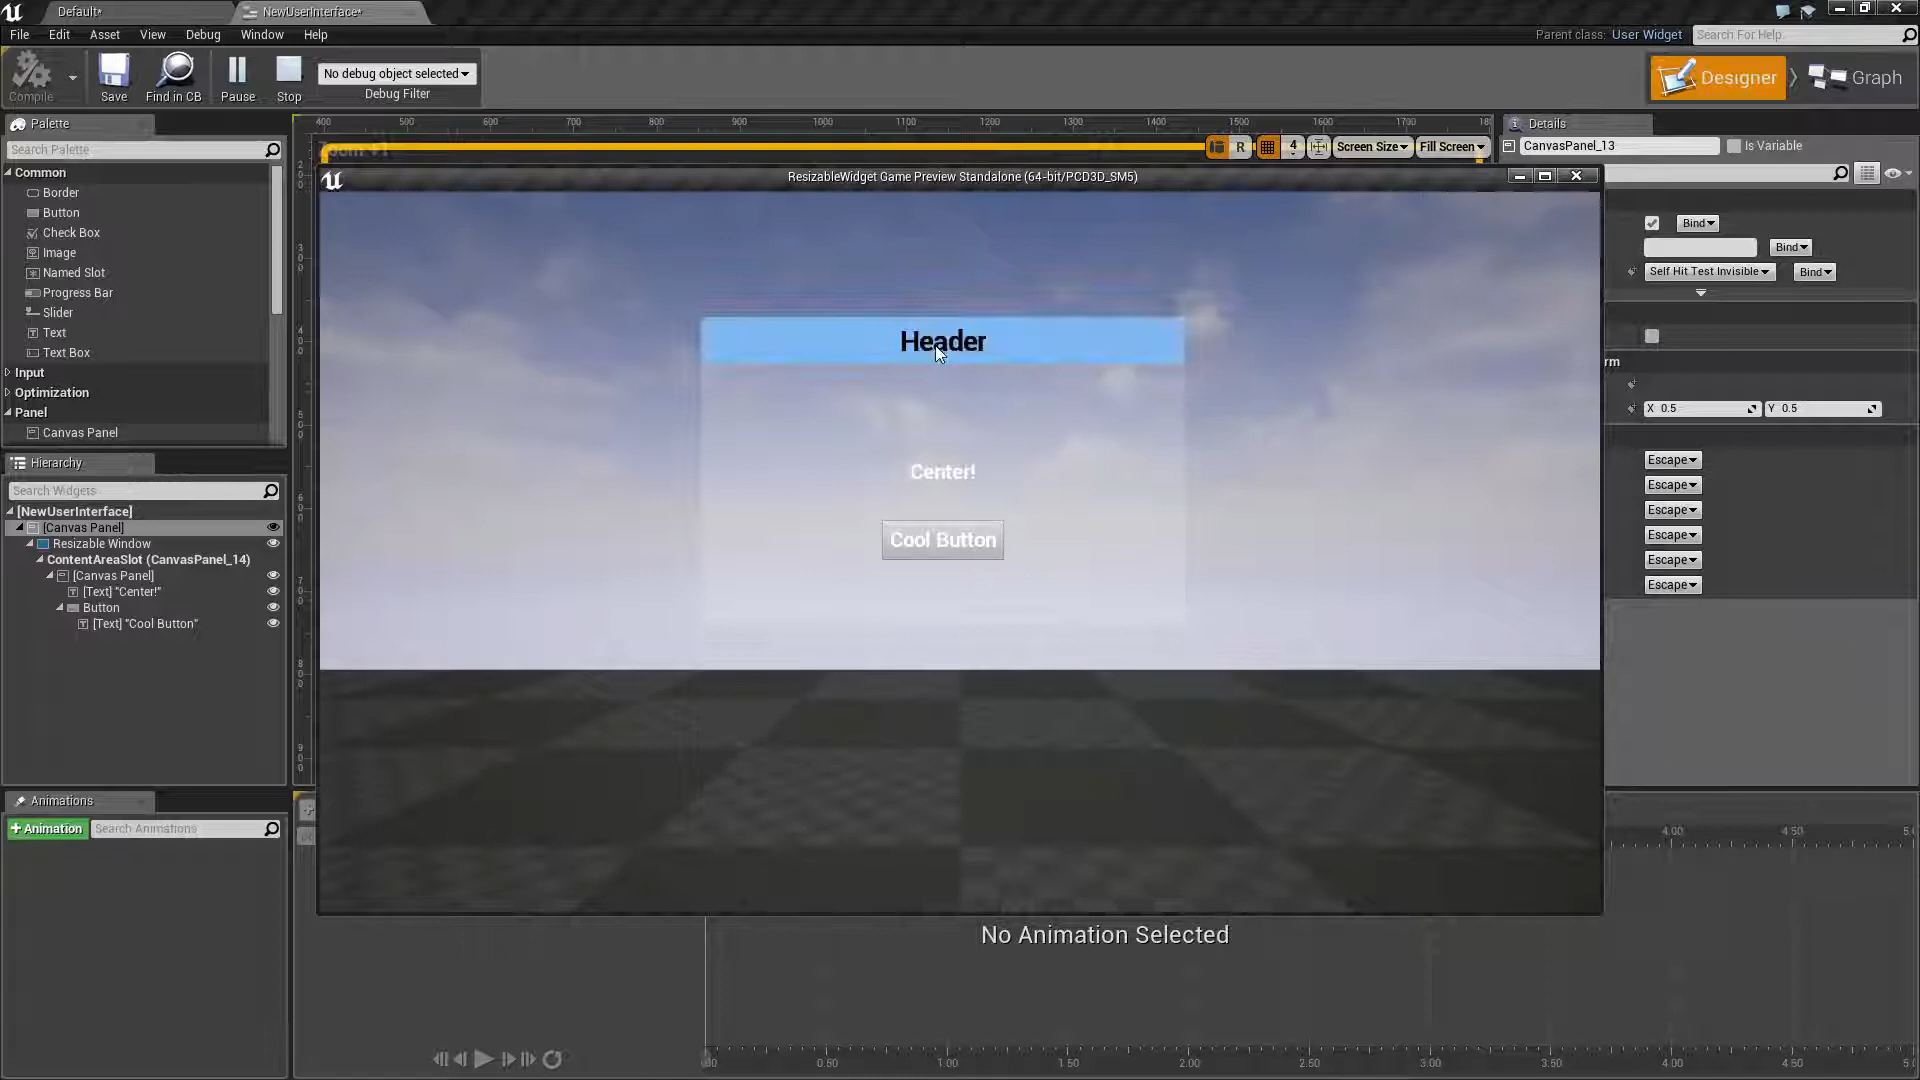 Default*
NewUserInterface*
File Edit Asset View Debug Window Help
Parent class: User Widget
Search For Help
Compile
Save
Find in CB
Pause
Stop
No debug object selected
Debug Filter
Designer
Graph
Palette
Search Palette
Common
Border
Button
Check Box
Image
Named Slot
Progress Bar
Slider
Text
Text Box
Input
Optimization
Panel
Canvas Panel
Hierarchy
Search Widgets
[NewUserInterface]
[Canvas Panel]
Resizable Window
ContentAreaSlot (CanvasPanel_14)
[Canvas Panel]
[Text] "Center!"
Button
[Text] "Cool Button"
Animations
+Animation
Search Animations
400 500 600 700 800 900 1000 1100 1200 1300 1400 1500 1600 1700
Zoom +1
R
4
Screen Size
Fill Screen
ResizableWidget Game Preview Standalone (64-bit/PCD3D_SM5)
Header
Center!
Cool Button
Details
CanvasPanel_13
Is Variable
Bind
Bind
Self Hit Test Invisible
Bind
rm
X 0.5
Y 0.5
Escape
Escape
Escape
Escape
Escape
Escape
4.00 4.50
No Animation Selected
0.50 1.00 1.50 2.00 2.50 3.00 3.50 4.00 4.50